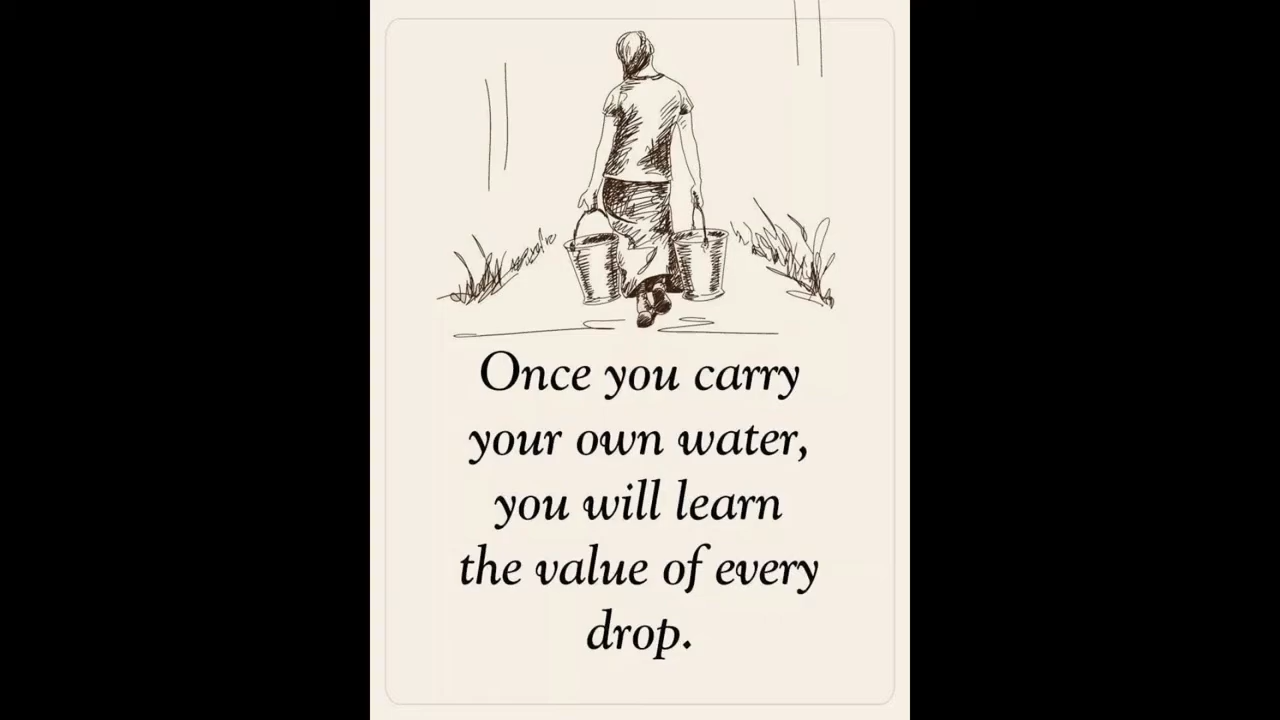 Once you carry
your own water,
you will learn
the value of every
drop.